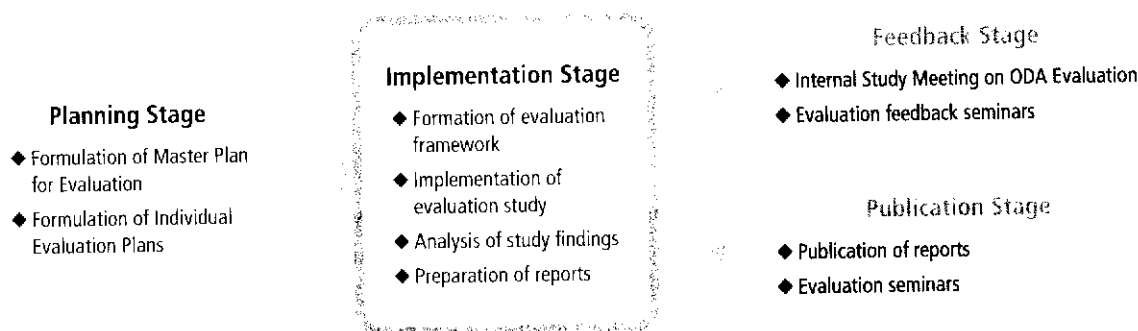 Planning Stage
◆ Formulation of Master Plan
for Evaluation
◆ Formulation of Individual
Evaluation Plans
Implementation Stage
◆ Formation of evaluation
framework
◆ Implementation of
evaluation study
◆ Analysis of study findings
◆ Preparation of reports
Feedback Stage
◆ Internal Study Meeting on ODA Evaluation
◆ Evaluation feedback seminars
Publication Stage
◆ Publication of reports
◆ Evaluation seminars